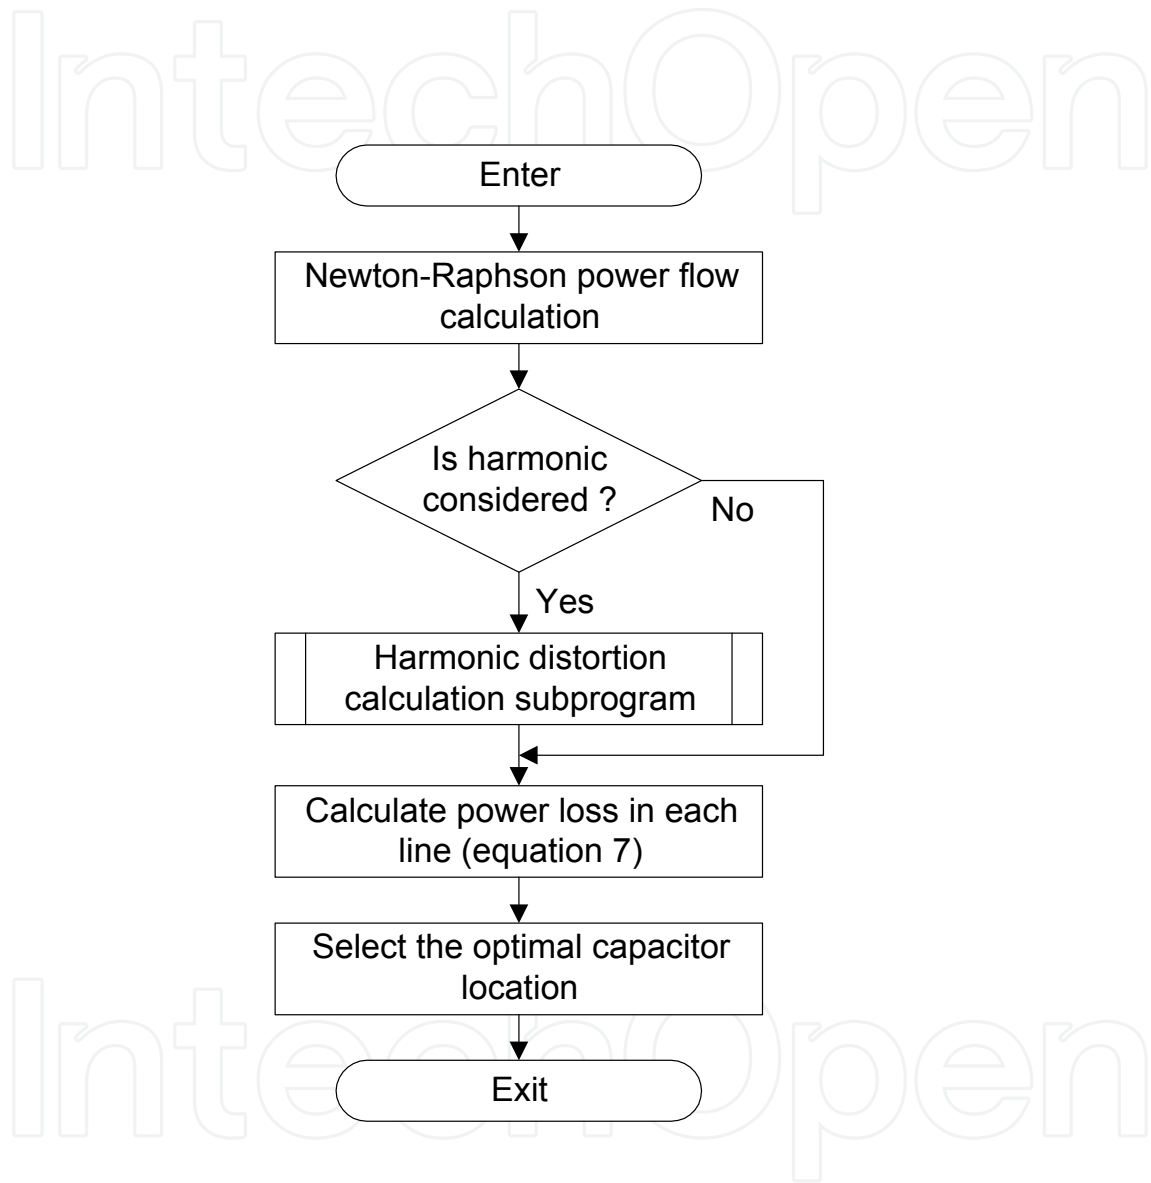 IntechOpen
Enter
Newton-Raphson power flow
calculation
Is harmonic
considered ?
No
Yes
Harmonic distortion
calculation subprogram
Calculate power loss in each
line (equation 7)
Select the optimal capacitor
location
IntechOpen
Exit